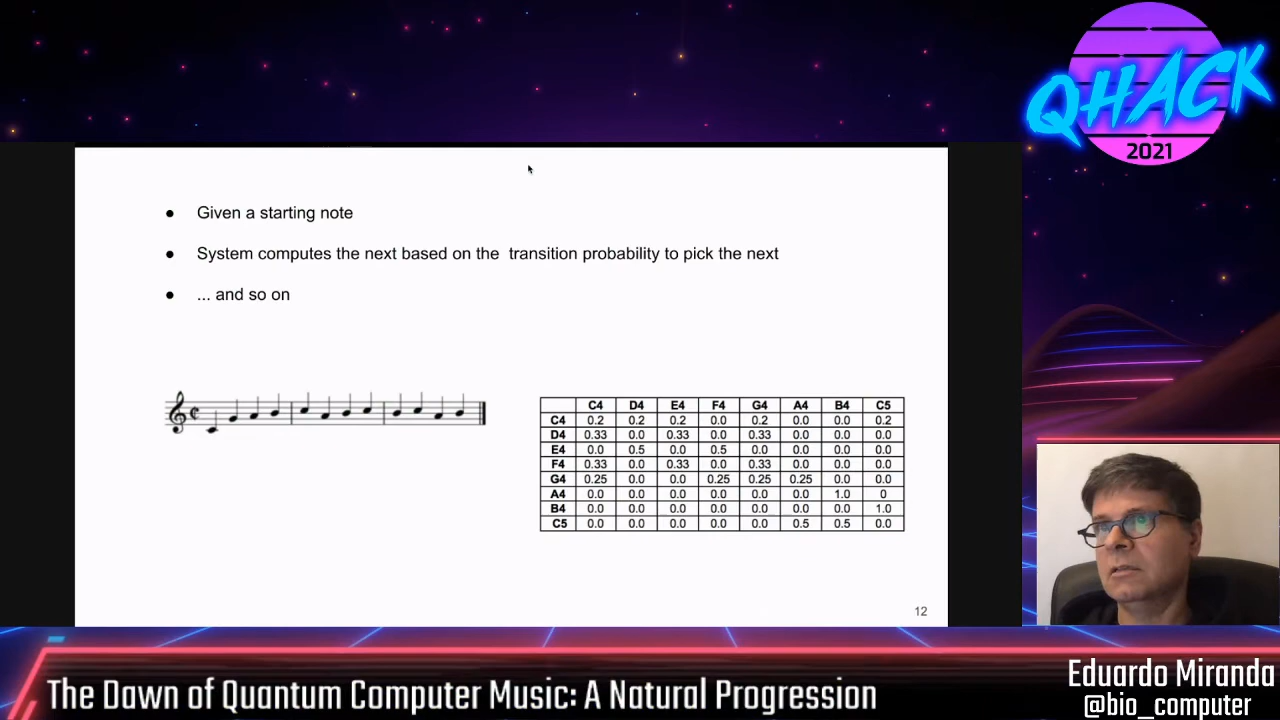 QHACK
2021
● Given a starting note
● System computes the next based on the transition probability to pick the next
● ... and so on
C4 D4 E4 F4 G4 A4 B4 C5
C4 0.2 0.2 0.2 0.0 0.2 0.0 0.0 0.2
D4 0.33 0.0 0.33 0.0 0.33 0.0 0.0 0.0
E4 0.0 0.5 0.0 0.5 0.0 0.0 0.0 0.0
F4 0.33 0.0 0.33 0.0 0.33 0.0 0.0 0.0
G4 0.25 0.0 0.0 0.25 0.25 0.25 0.0 0.0
A4 0.0 0.0 0.0 0.0 0.0 0.0 1.0 0
B4 0.0 0.0 0.0 0.0 0.0 0.0 0.0 1.0
C5 0.0 0.0 0.0 0.0 0.0 0.5 0.5 0.0
12
The Dawn of Quantum Computer Music: A Natural Progression
Eduardo Miranda
@bio_computer